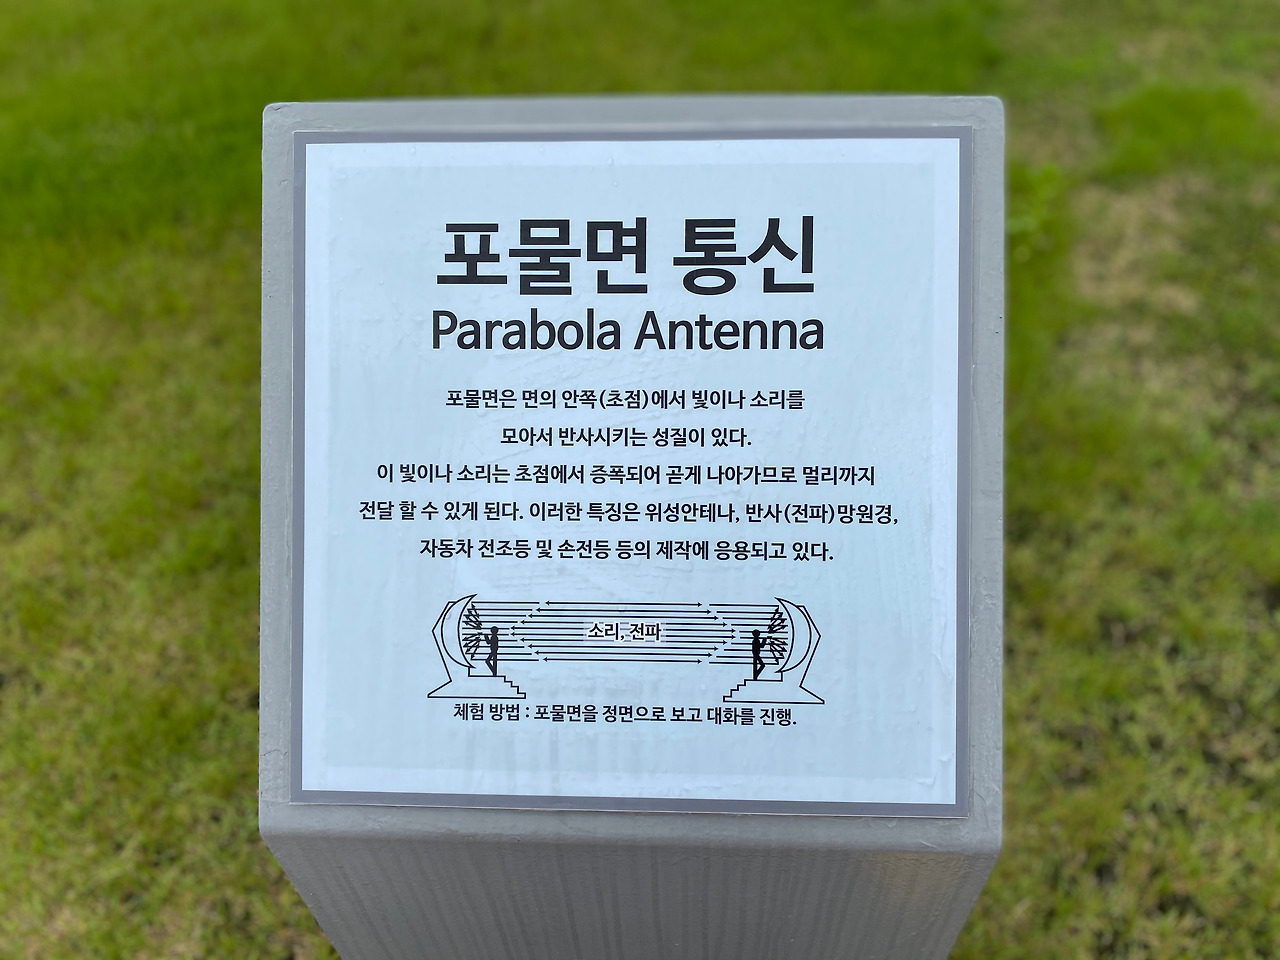 포물면 통신
Parabola Antenna
포물면은 면의 안쪽(초점)에서 빛이나 소리를
모아서 반사시키는 성질이 있다.
이 빛이나 소리는 초점에서 증폭되어 곧게 나아가므로 멀리까지
전달 할 수 있게 된다. 이러한 특징은 위성안테나, 반사(전파)망원경,
자동차 전조등 및 손전등 등의 제작에 응용되고 있다.
소리, 전파
체험 방법 : 포물면을 정면으로 보고 대화를 진행.